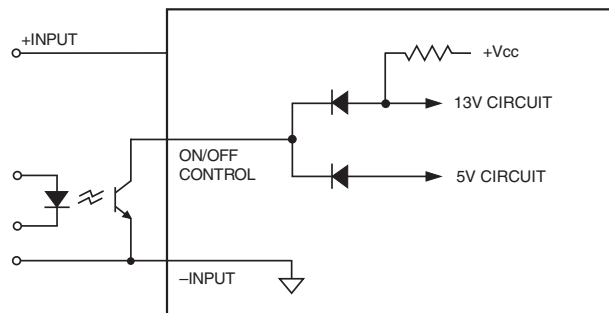 +INPUT
+Vcc
13V CIRCUIT
ON/OFF
CONTROL
5V CIRCUIT
–INPUT